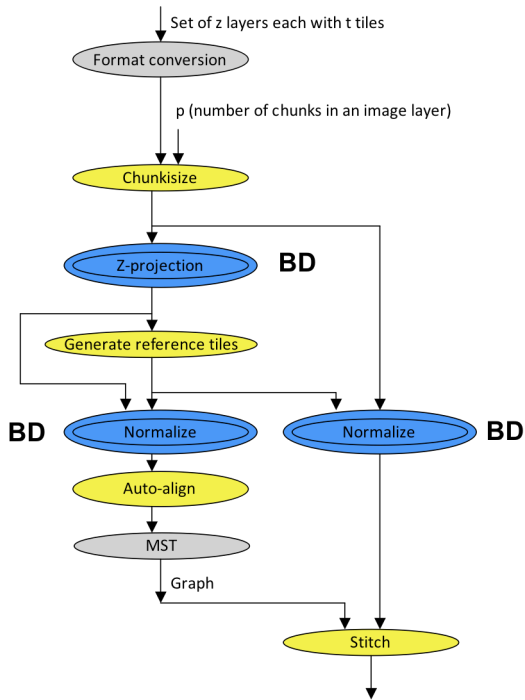 Set of z layers each with t tiles
Format conversion
p (number of chunks in an image layer)
Chunkisize
Z-projection
BD
Generate reference tiles
BD
Normalize
Normalize
BD
Auto-align
MST
Graph
Stitch